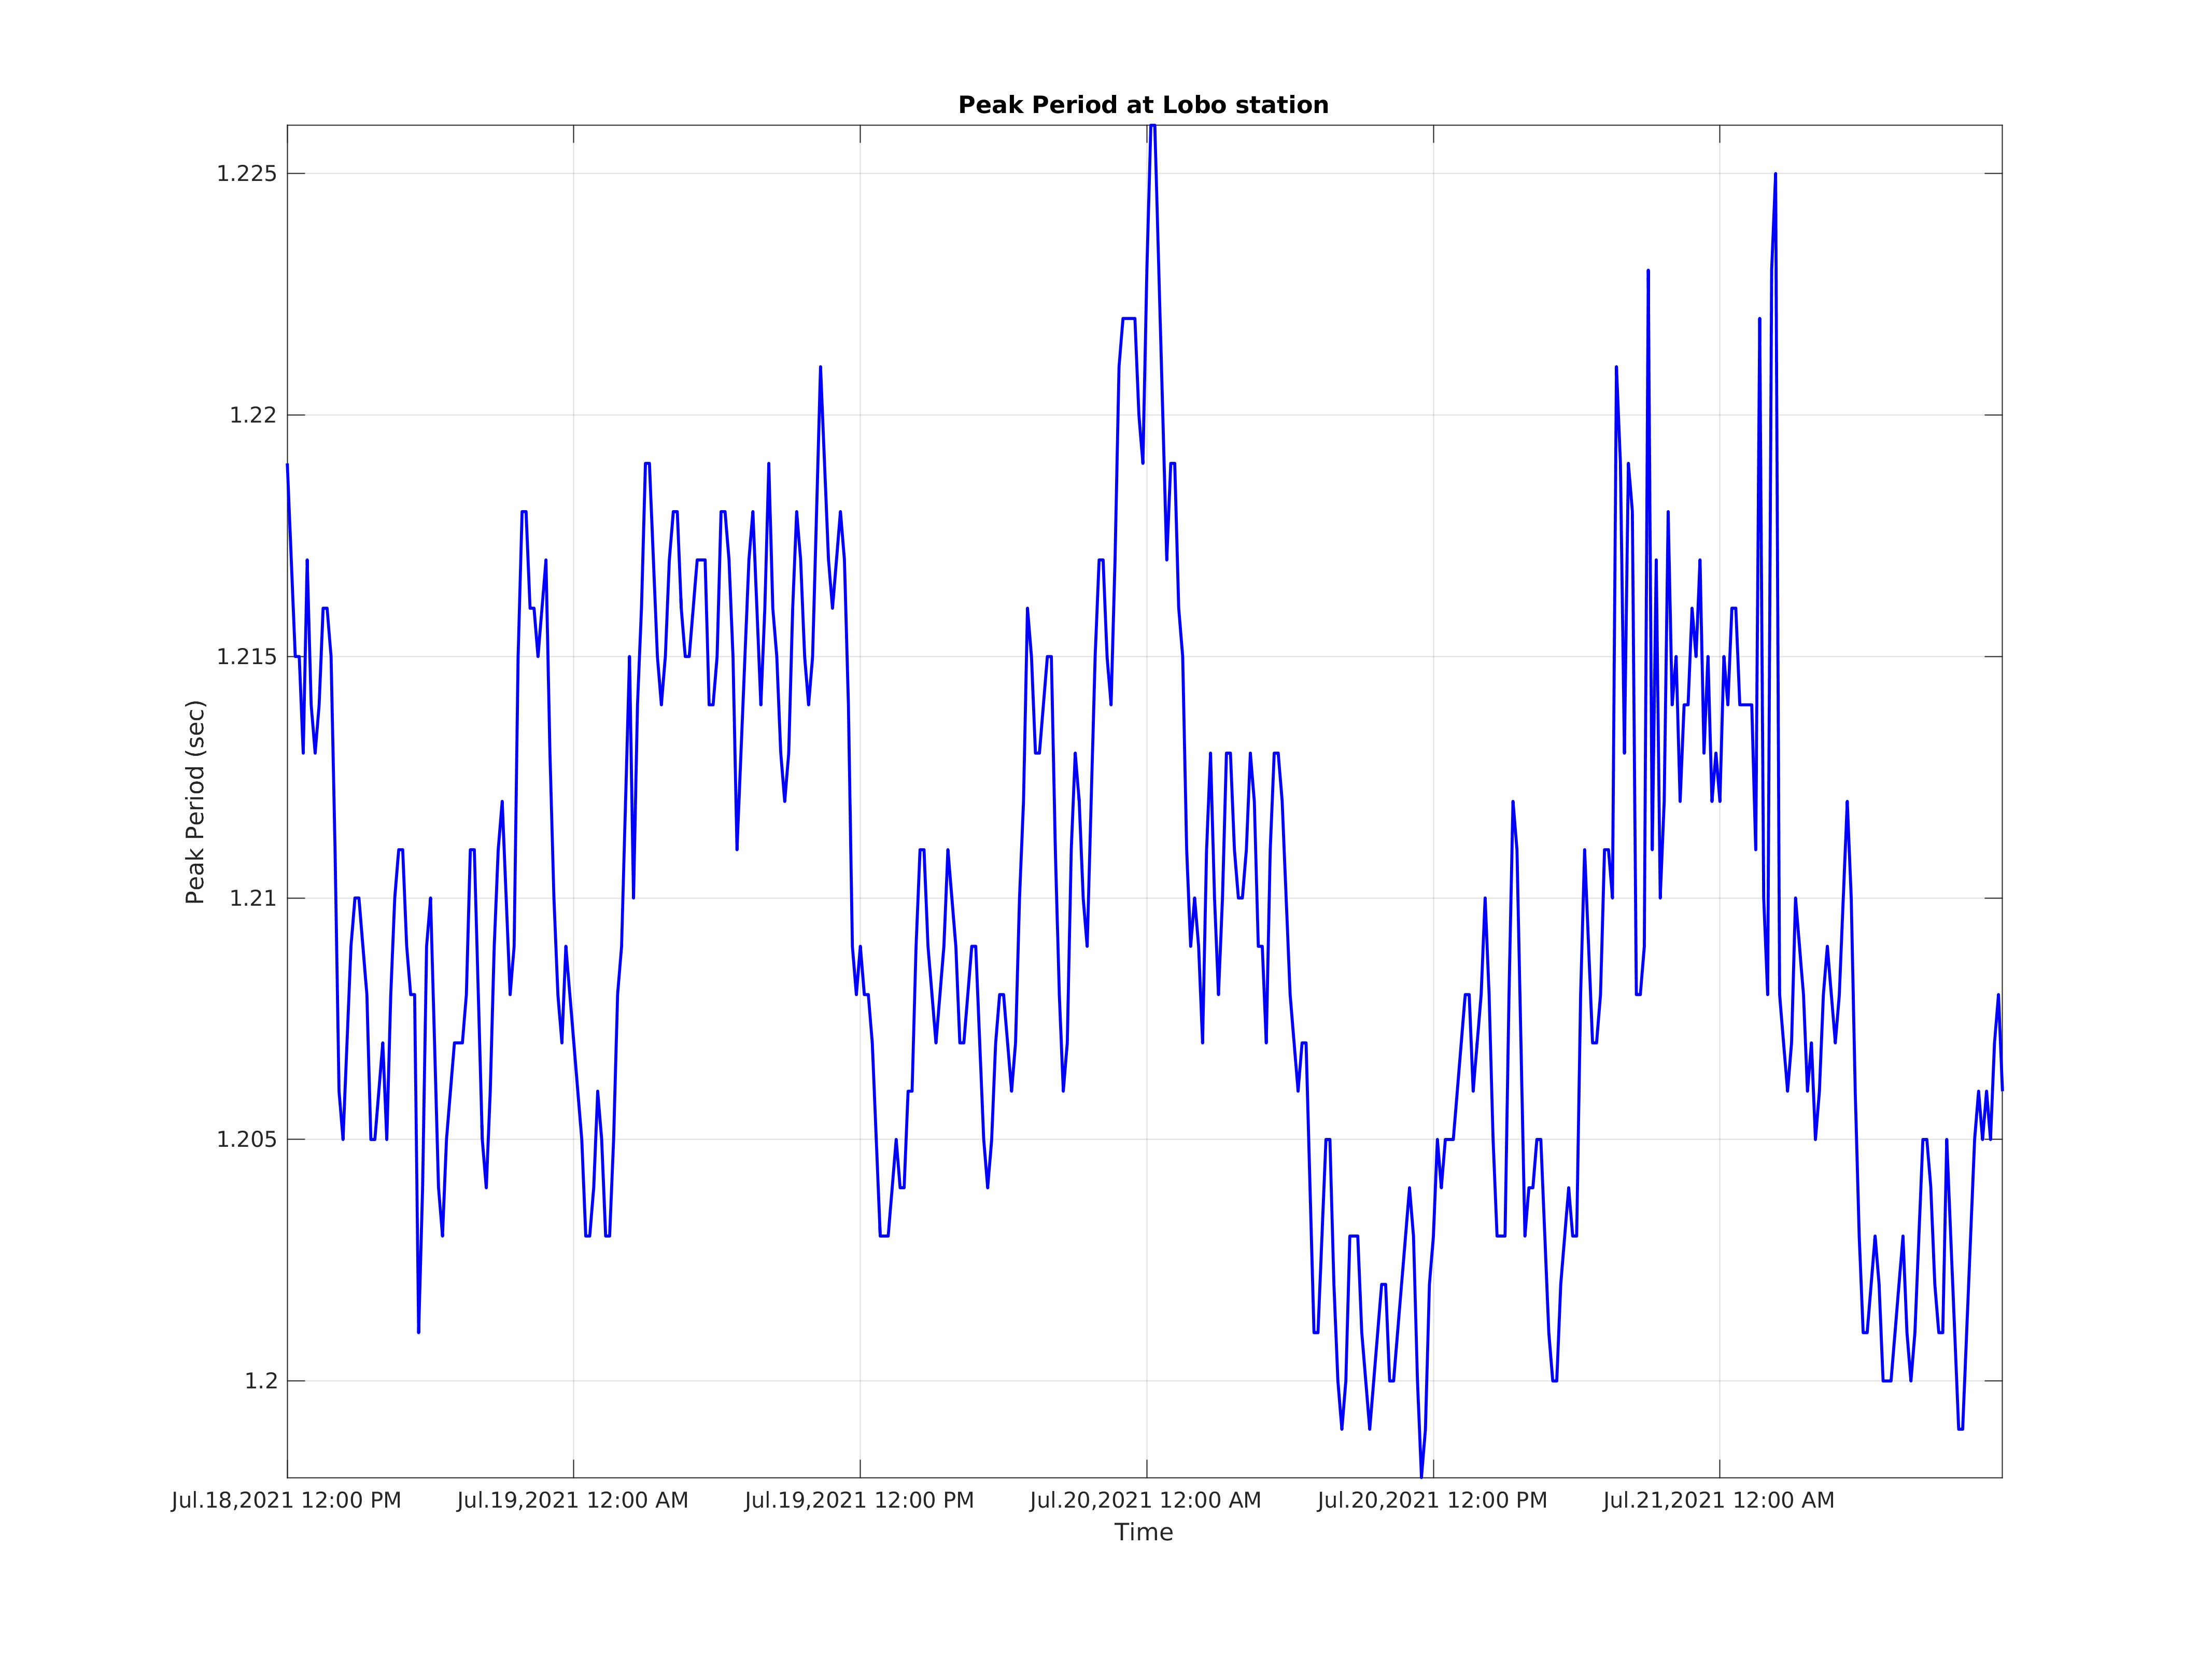 Peak Period at Lobo station
1.225
1.22
1.215
1.21
1.205
1.2
Peak Period (sec)
Jul.18,2021 12:00 PM
Jul.19,2021 12:00 AM
Jul.19,2021 12:00 PM
Jul.20,2021 12:00 AM
Jul.20,2021 12:00 PM
Jul.21,2021 12:00 AM
Time